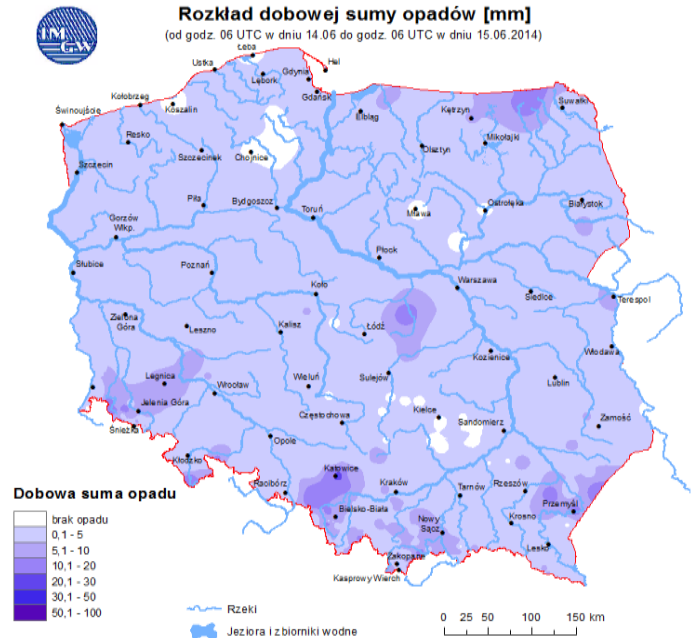 Rozkład dobowej sumy opadów [mm]
(od godz. 06 UTC w dniu 14.06 do godz. 06 UTC w dniu 15.06.2014)
IM
GW
Łeba
Hel
Ustka
Gdynia
Lębork
Gdańsk
Kołobrzeg
Koszalin
Świnoujście
Elbląg
Kętrzyn
Suwałki
Resko
Mikołajki
Szczecinek
Chojnice
Olsztyn
Szczecin
Piła
Bydgoszcz
Toruń
Mława
Ostrołęka
Białystok
Gorzów
Wlkp.
Płock
Słubice
Poznań
Koło
Warszawa
Siedlce
Terespol
Zielona
Góra
Leszno
Kalisz
Łódź
Kozienice
Włodawa
Legnica
Wrocław
Wieluń
Sulejów
Lublin
Jelenia Góra
Śnieżka
Częstochowa
Kielce
Sandomierz
Zamość
Opole
Kłodzko
Katowice
Racibórz
Kraków
Tarnów
Rzeszów
Przemyśl
Bielsko-Biała
Nowy
Sącz
Krosno
Lesko
Zakopane
Kasprowy Wierch
Dobowa suma opadu
brak opadu
0,1 - 5
5,1 - 10
10,1 - 20
20,1 - 30
30,1 - 50
50,1 - 100
Rzeki
Jeziora i zbiorniki wodne
0 25 50 100 150 km